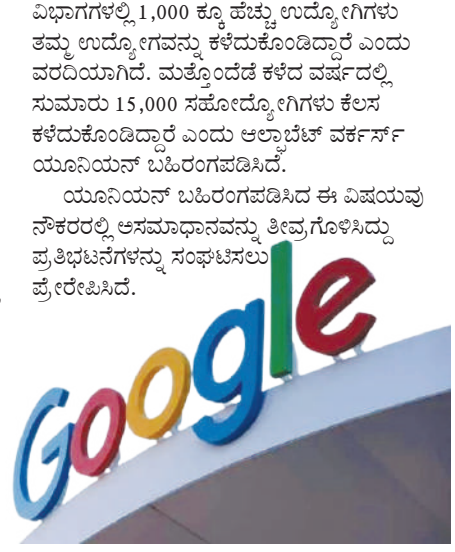 ವಿಭಾಗಗಳಲ್ಲಿ 1,000 ಕ್ಕೂ ಹೆಚ್ಚು ಉದ್ಯೋಗಿಗಳು
ತಮ್ಮ ಉದ್ಯೋಗವನ್ನು ಕಳೆದುಕೊಂಡಿದ್ದಾರೆ ಎಂದು
ವರದಿಯಾಗಿದೆ. ಮತ್ತೊಂದೆಡೆ ಕಳೆದ ವರ್ಷದಲ್ಲಿ
ಸುಮಾರು 15,000 ಸಹೋದ್ಯೋಗಿಗಳು ಕೆಲಸ
ಕಳೆದುಕೊಂಡಿದ್ದಾರೆ ಎಂದು ಆಲ್ಫಾಬೆಟ್ ವರ್ಕರ್ಸ್
ಯೂನಿಯನ್ ಬಹಿರಂಗಪಡಿಸಿದೆ.
ಯೂನಿಯನ್ ಬಹಿರಂಗಪಡಿಸಿದ ಈ ವಿಷಯವು
ನೌಕರರಲ್ಲಿ ಅಸಮಾಧಾನವನ್ನು ತೀವ್ರಗೊಳಿಸಿದ್ದು
ಪ್ರತಿಭಟನೆಗಳನ್ನು ಸಂಘಟಿಸಲು
ಪ್ರೇರೇಪಿಸಿದೆ.
Google